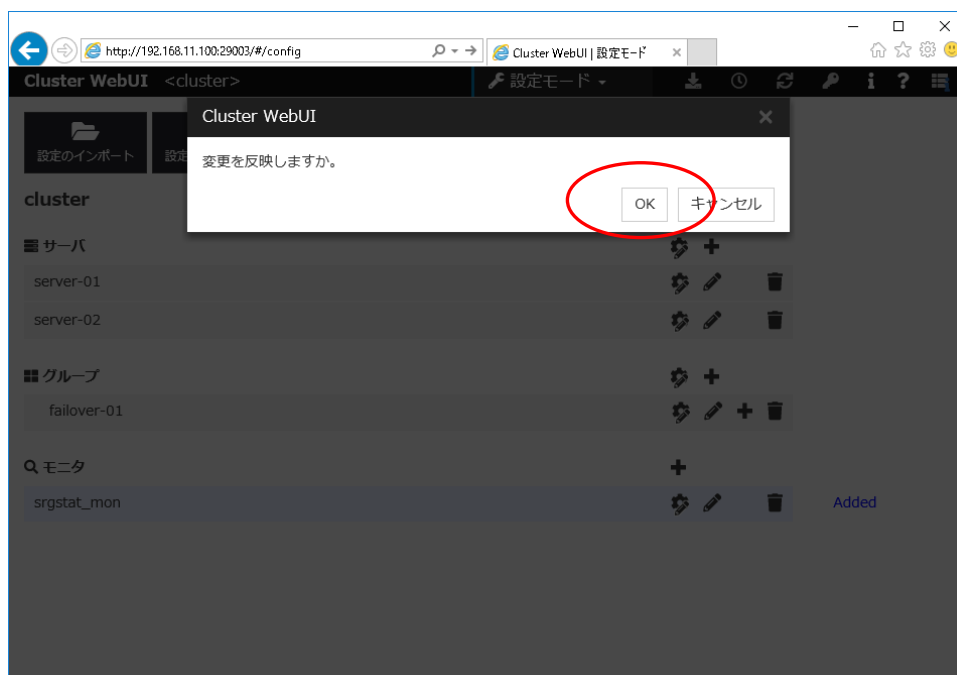 http://192.168.11.100:29003/#/config
Cluster WebUI | 設定モード
Cluster WebUI <cluster>
設定モード
Cluster WebUI
設定のインポート
設定
変更を反映しますか。
OK
キャンセル
cluster
サーバ
server-01
server-02
グループ
failover-01
モニタ
srgstat_mon
Added